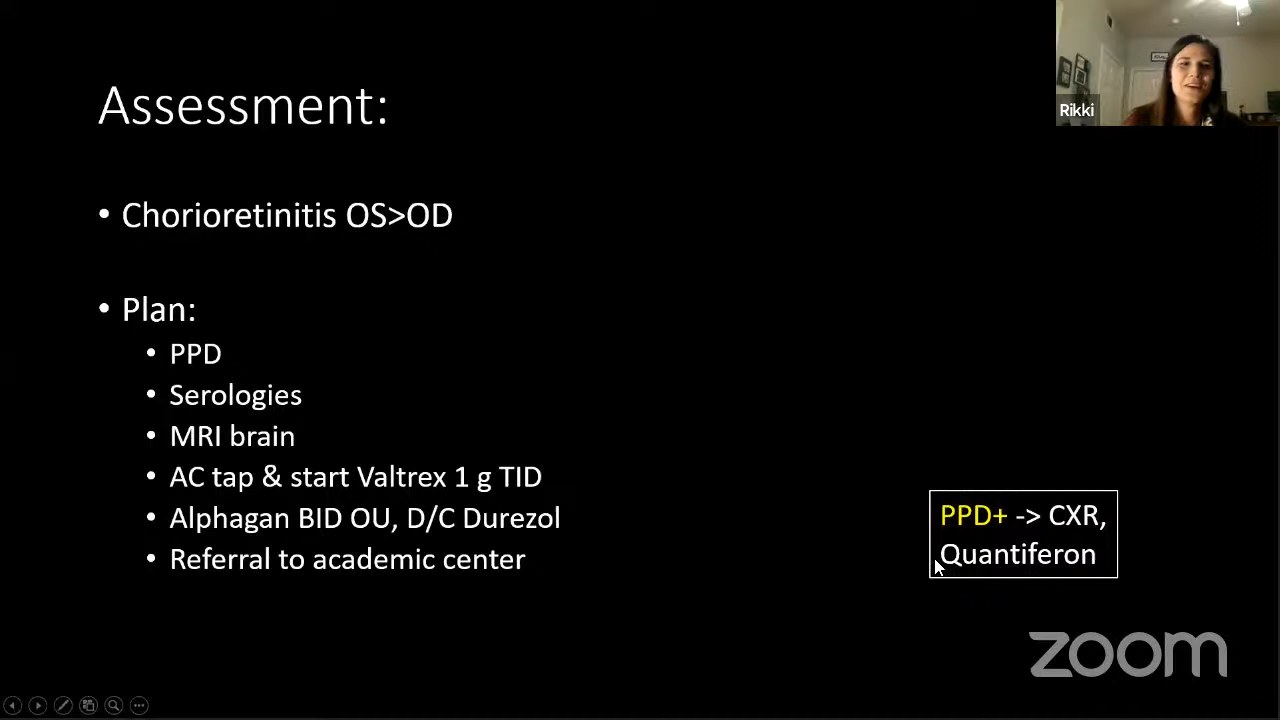 Assessment:
Rikki
• Chorioretinitis OS>OD
• Plan:
• PPD
• Serologies
• MRI brain
• AC tap & start Valtrex 1 g TID
• Alphagan BID OU, D/C Durezol
• Referral to academic center
PPD+ -> CXR,
Quantiferon
zoom